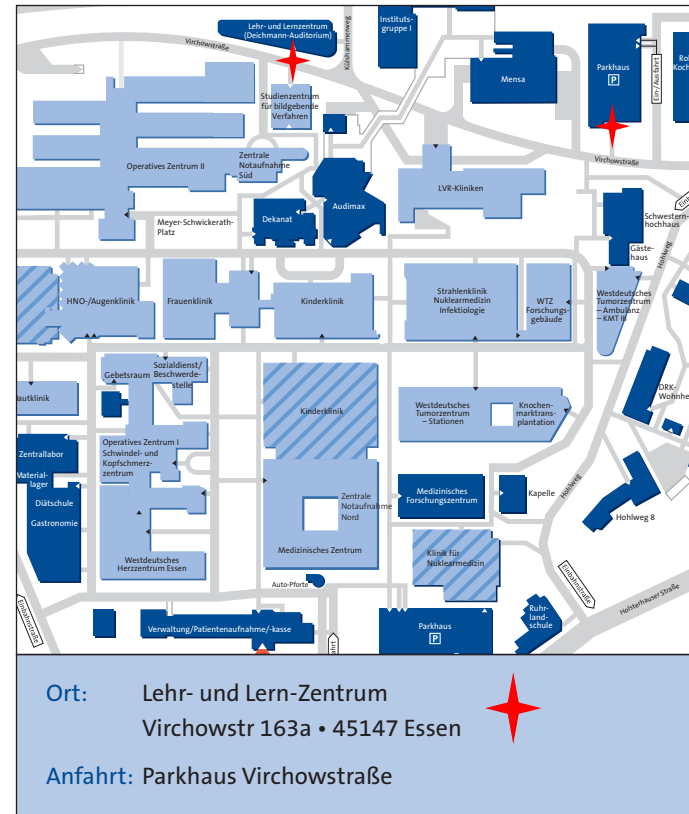 Lehr- und Lernzentrum
(Deichmann-Auditorium)
Virchowstraße
Külshammerweg
Instituts-
gruppe I
Mensa
Parkhaus
P
Ein-/Ausfahrt
Studienzentrum
für bildgebende
Verfahren
Operatives Zentrum II
Zentrale
Notaufnahme
Süd
Virchowstraße
LVR-Kliniken
Meyer-Schwickerath-
Platz
Dekanat
Audimax
Schwestern-
hochhaus
Gäste-
haus
Hohlweg
HNO-/Augenklinik
Frauenklinik
Kinderklinik
Strahlenklinik
Nuklearmedizin
Infektiologie
WTZ
Forschungs-
gebäude
Westdeutsches
Tumorzentrum
– Ambulanz
– KMT III
Gebetsraum
Sozialdienst/
Beschwerde-
stelle
Kinderklinik
Westdeutsches
Tumorzentrum
– Stationen
Knochen-
marktrans-
plantation
DRK-
Wohnhe
autklinik
Zentrallabor
Material-
lager
Diätschule
Gastronomie
Operatives Zentrum I
Schwindel- und
Kopfschmerz-
zentrum
Zentrale
Notaufnahme
Nord
Medizinisches Zentrum
Medizinisches
Forschungszentrum
Kapelle
Hohlweg
Hohlweg 8
Westdeutsches
Herzzentrum Essen
Klinik für
Nuklearmedizin
Auto-Pforte
Einbahnstraße
Einbahnstraße
Holsterhauser Straße
Verwaltung/Patientenaufnahme/-kasse
Parkhaus
P
Ruhr-
land-
schule
Ort: Lehr- und Lern-Zentrum
Virchowstr 163a • 45147 Essen
Anfahrt: Parkhaus Virchowstraße